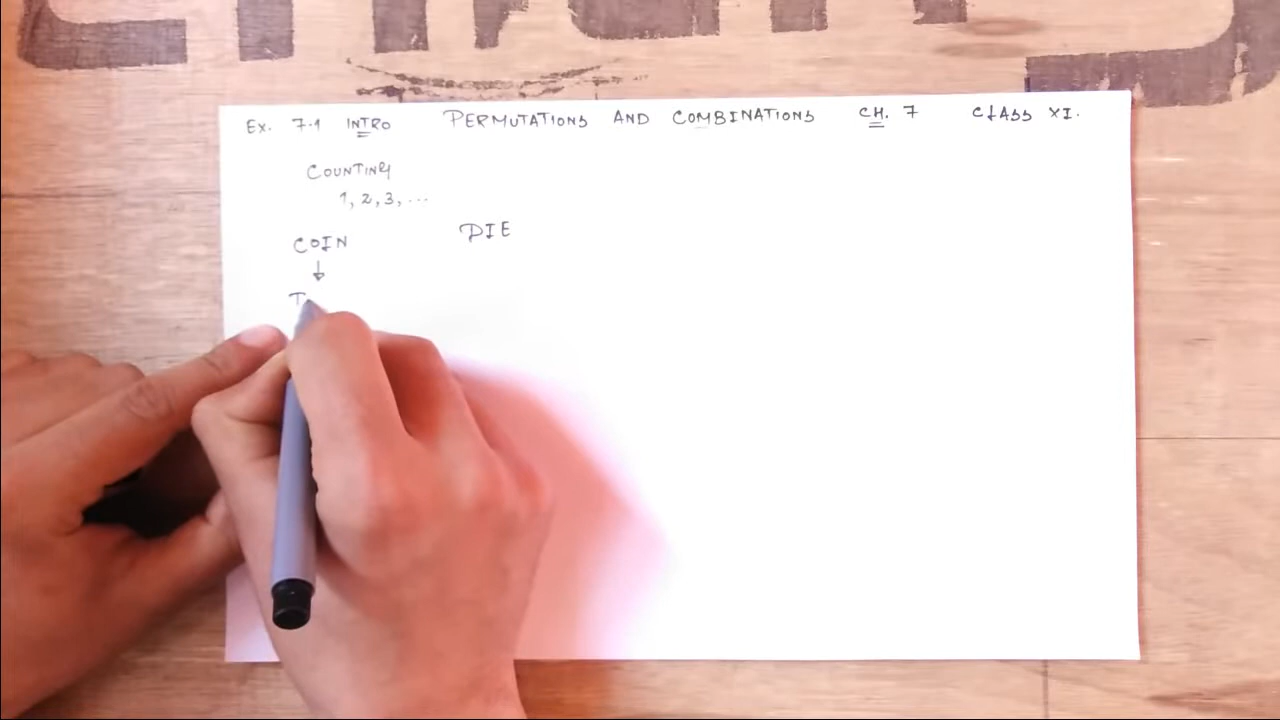 Ex. 7.1 INTRO PERMUTATIONS AND COMBINATIONS CH. 7 CLASS XI.
COUNTING
1, 2, 3, ...
COIN DIE
↓
T